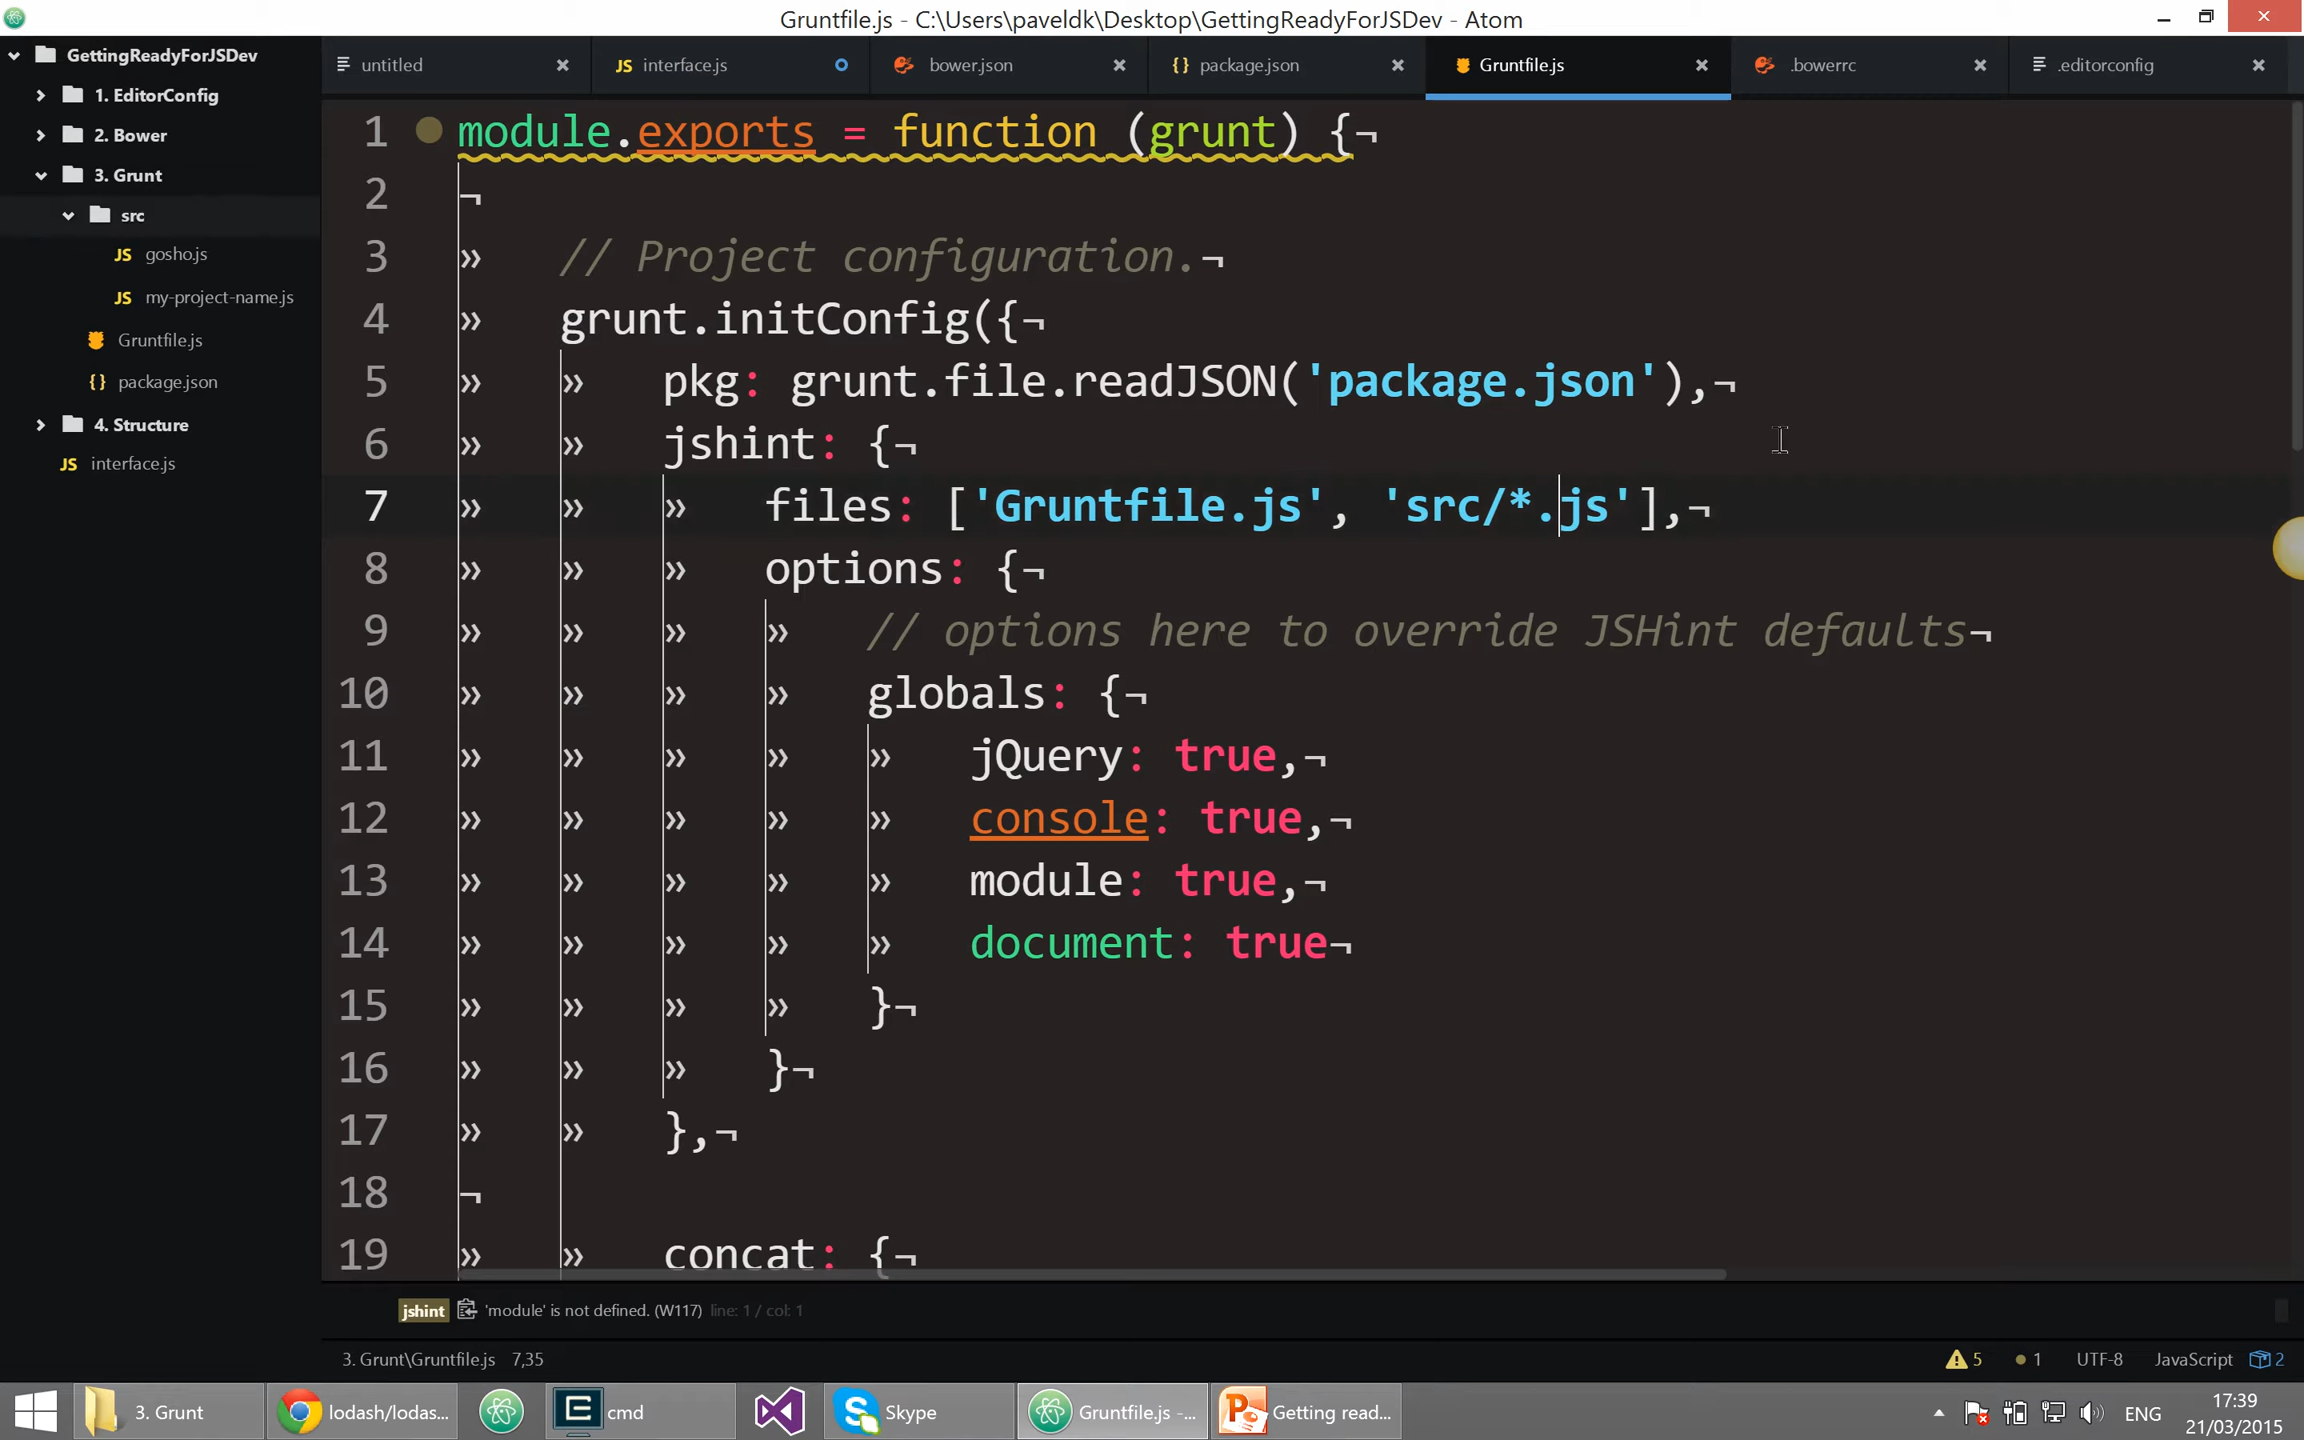 Gruntfile.js - C:\Users\paveldk\Desktop\GettingReadyForJSDev - Atom
GettingReadyForJSDev
1. EditorConfig
2. Bower
3. Grunt
src
JS gosho.js
JS my-project-name.js
Gruntfile.js
{} package.json
4. Structure
JS interface.js
untitled
JS interface.js
bower.json
{} package.json
Gruntfile.js
.bowerrc
.editorconfig
1 module.exports = function (grunt) {¬
2 ¬
3 » // Project configuration.¬
4 » grunt.initConfig({¬
5 » » pkg: grunt.file.readJSON('package.json'),¬
6 » » jshint: {¬
7 » » » files: ['Gruntfile.js', 'src/*.js'],¬
8 » » » options: {¬
9 » » » » // options here to override JSHint defaults¬
10 » » » » globals: {¬
11 » » » » » jQuery: true,¬
12 » » » » » console: true,¬
13 » » » » » module: true,¬
14 » » » » » document: true¬
15 » » » » }¬
16 » » » }¬
17 » » },¬
18 ¬
19 » » concat: {¬
jshint 'module' is not defined. (W117) line: 1 / col: 1
3. Grunt\Gruntfile.js 7,35
5 1 UTF-8 JavaScript 2
3. Grunt
lodash/lodas...
cmd
Skype
Gruntfile.js -...
Getting read...
ENG
17:39
21/03/2015